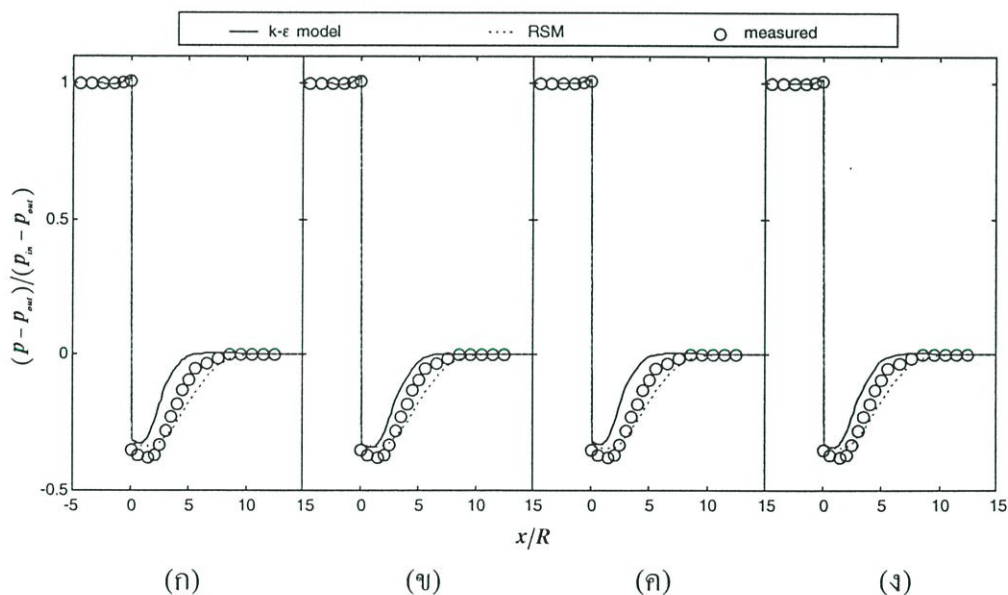 k-ε model RSM measured
1
0.5
0
-0.5
(p − p_out)/(p_in − p_out)
-5 0 5 10 15 0 5 10 15 0 5 10 15 0 5 10 15
x/R
(ก) (ข) (ค) (ง)